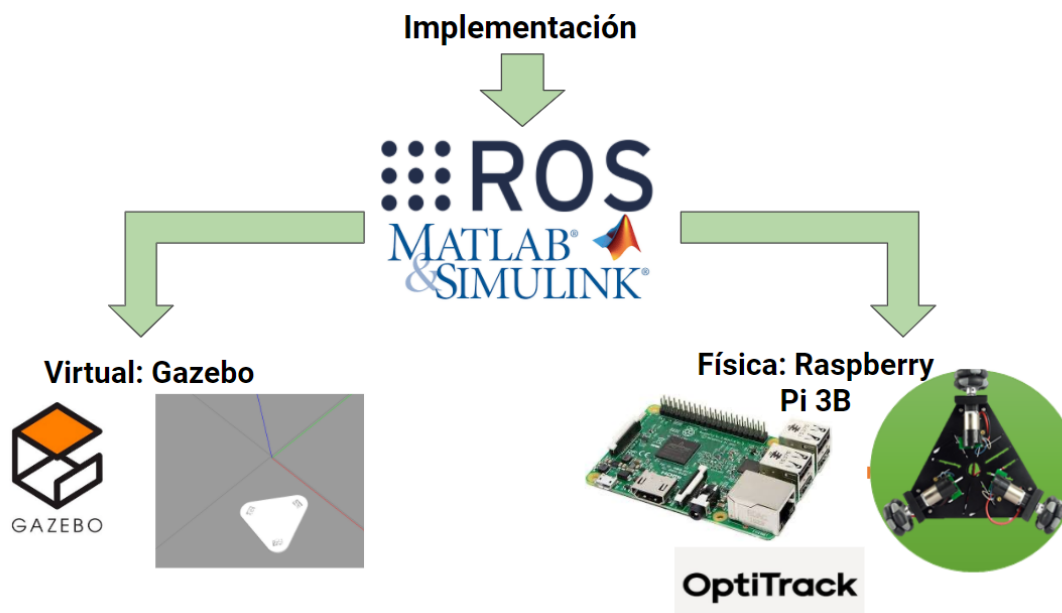 Implementación
ROS
MATLAB®
&SIMULINK®
Virtual: Gazebo
GAZEBO
Física: Raspberry
Pi 3B
OptiTrack